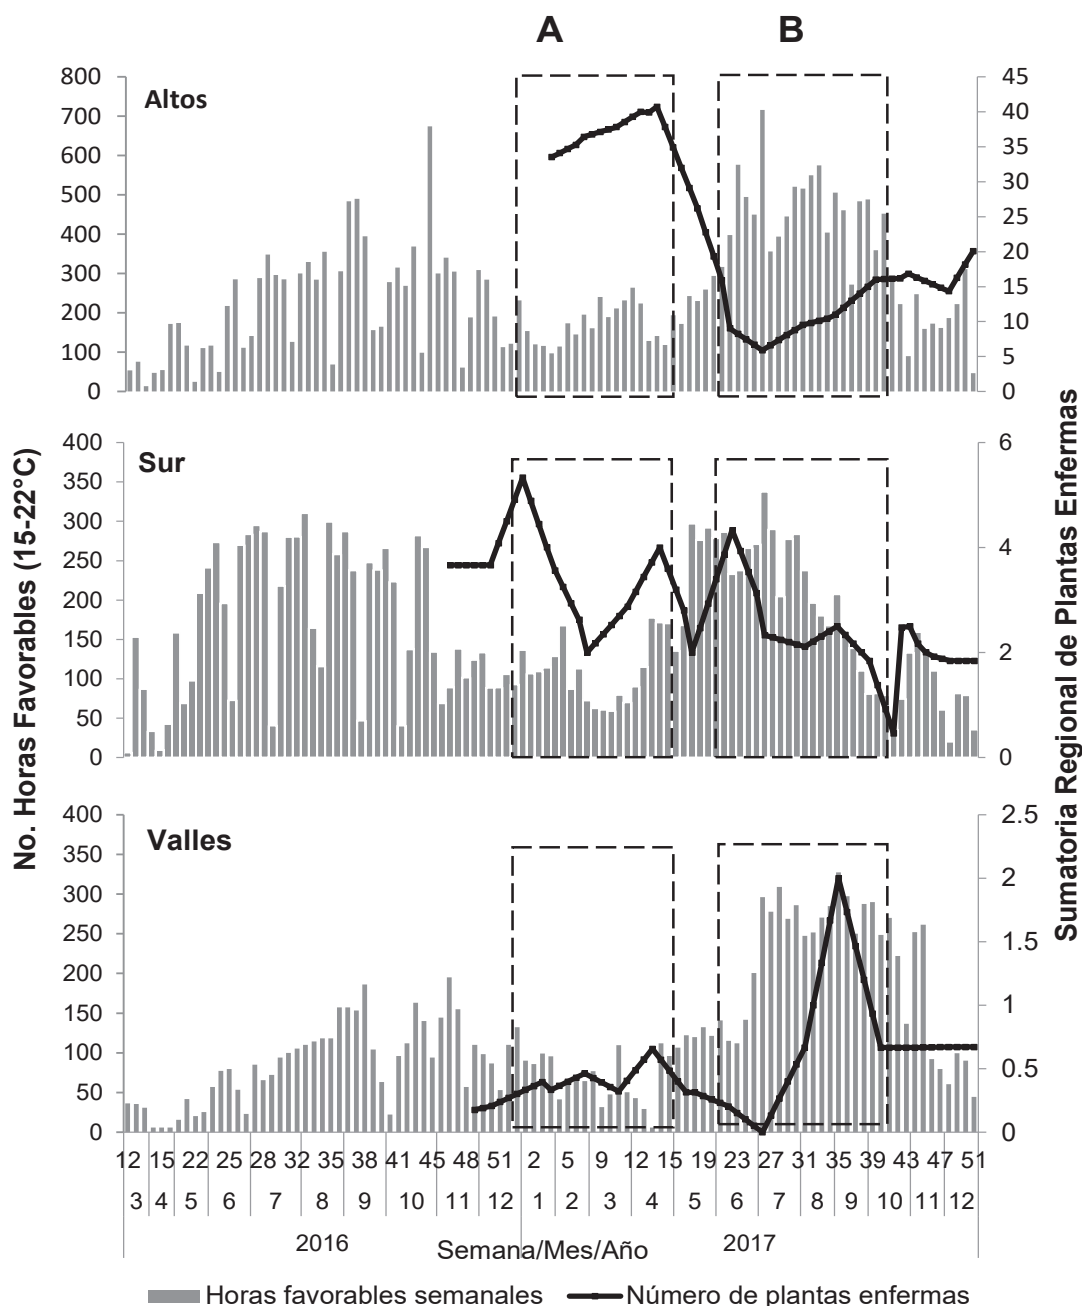 A B
Altos
800 45
700 40
600 35
500 30
400 25
300 20
200 15
100 10
0 5
0
Sur
400 6
350
300
250 4
200
150 2
100
50
0 0
Valles
400 2.5
350
300 2
250 1.5
200
150 1
100
50 0.5
0 0
No. Horas Favorables (15-22°C)
Sumatoria Regional de Plantas Enfermas
12 15 22 25 28 32 35 38 41 45 48 51 2 5 9 12 15 19 23 27 31 35 39 43 47 51
3 4 5 6 7 8 9 10 11 12 1 2 3 4 5 6 7 8 9 10 11 12
2016 2017
Semana/Mes/Año
Horas favorables semanales Número de plantas enfermas